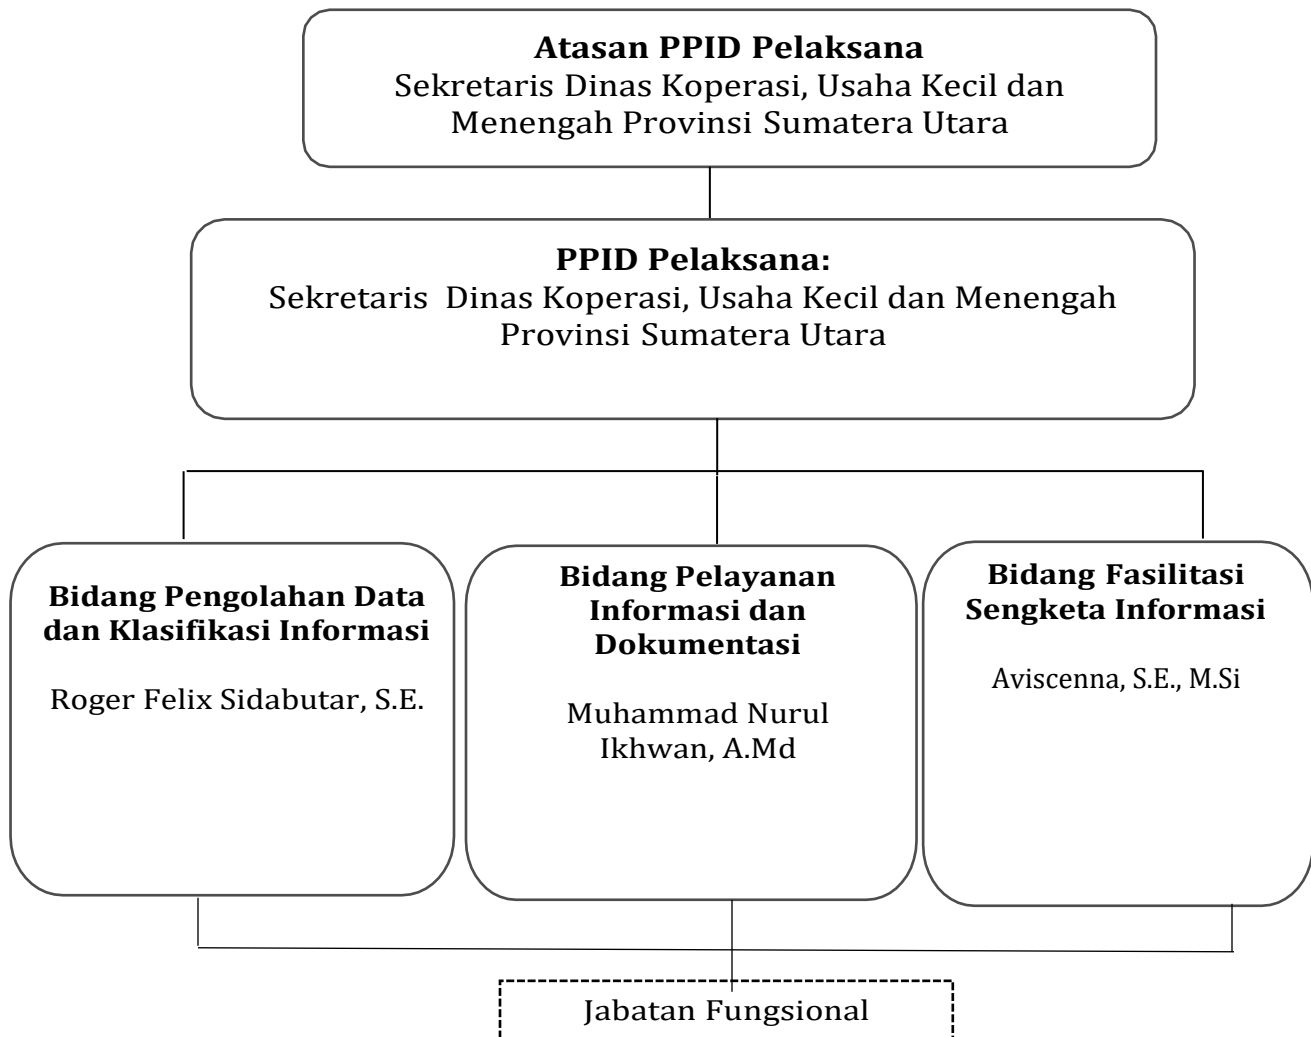 Atasan PPID Pelaksana
Sekretaris Dinas Koperasi, Usaha Kecil dan
Menengah Provinsi Sumatera Utara
PPID Pelaksana:
Sekretaris  Dinas Koperasi, Usaha Kecil dan Menengah
Provinsi Sumatera Utara
Bidang Pengolahan Data
dan Klasifikasi Informasi
Roger Felix Sidabutar, S.E.
Bidang Pelayanan
Informasi dan
Dokumentasi
Muhammad Nurul
Ikhwan, A.Md
Bidang Fasilitasi
Sengketa Informasi
Aviscenna, S.E., M.Si
Jabatan Fungsional